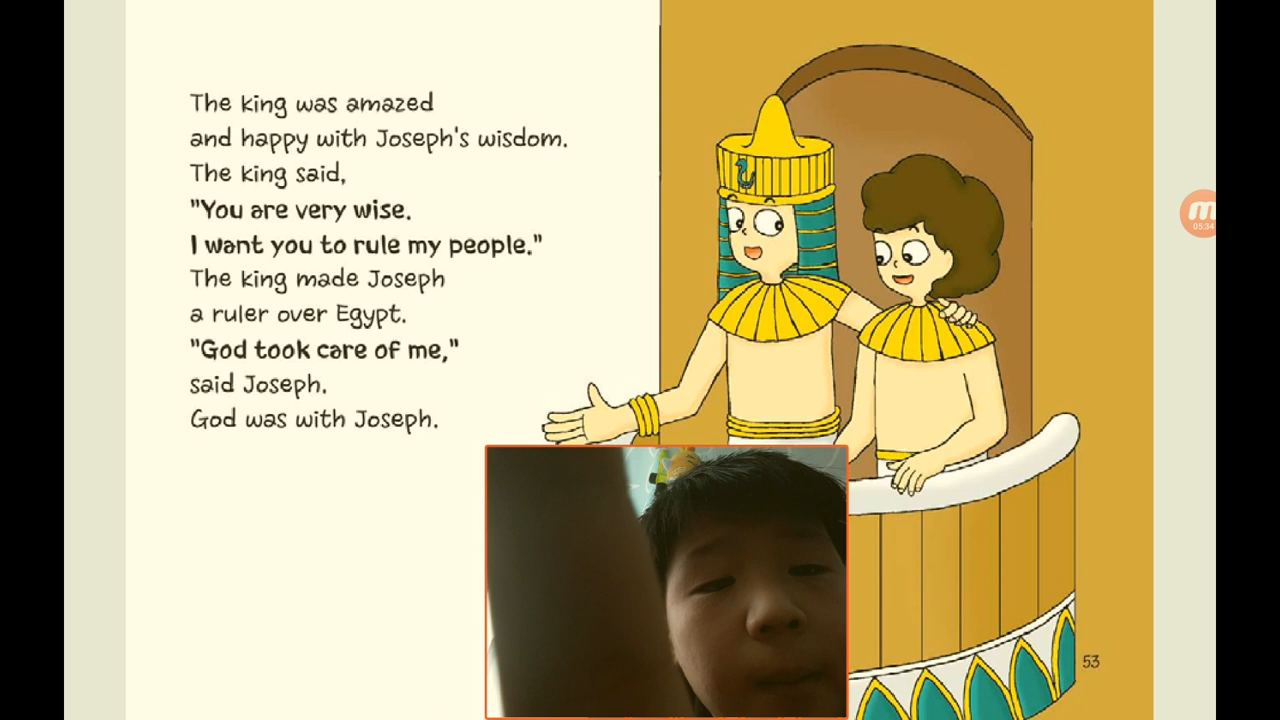 The king was amazed
and happy with Joseph's wisdom.
The king said,
"You are very wise.
I want you to rule my people."
The king made Joseph
a ruler over Egypt.
"God took care of me,"
said Joseph.
God was with Joseph.
53
05:34